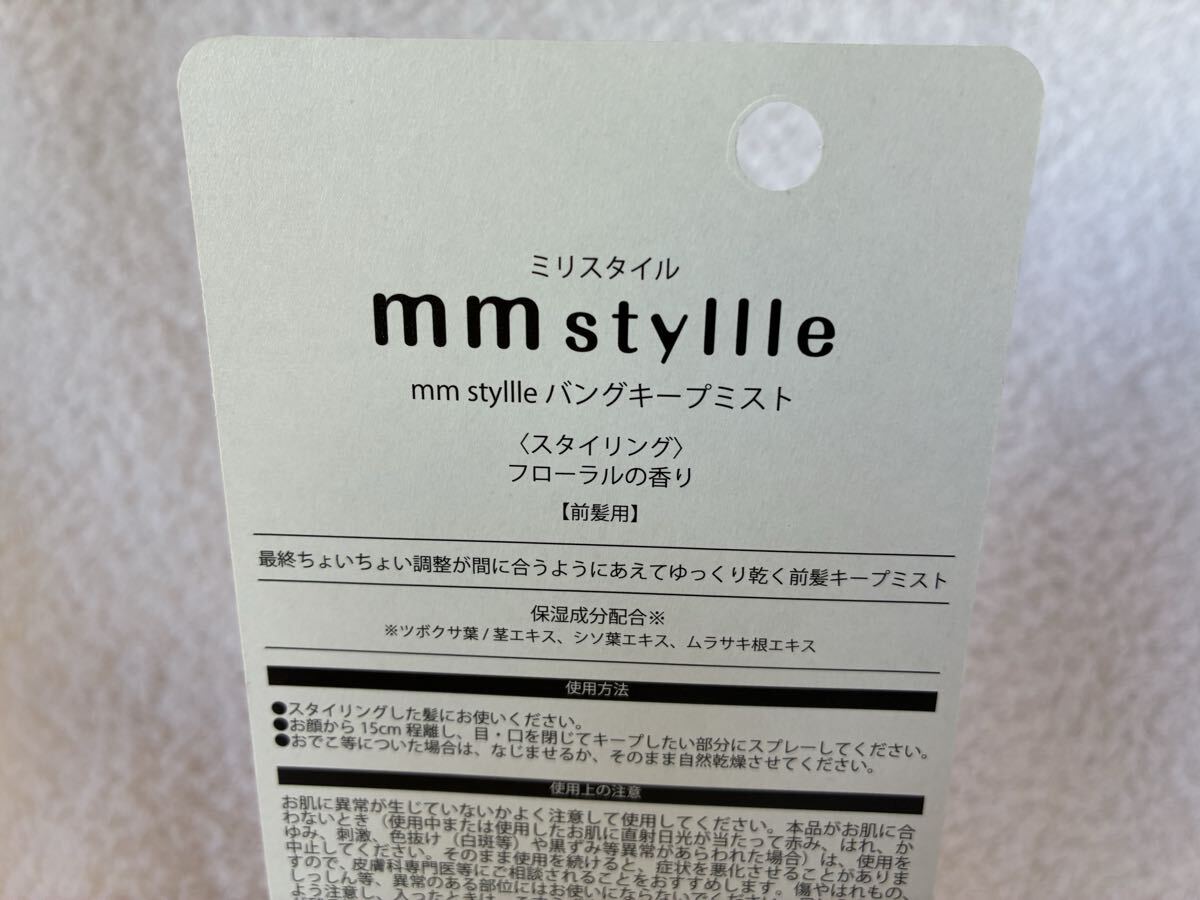 ミリスタイル
mm styllle
mm styllle バングキープミスト
〈スタイリング〉
フローラルの香り
【前髪用】
最終ちょいちょい調整が間に合うようにあえてゆっくり乾く前髪キープミスト
保湿成分配合※
※ツボクサ葉 / 茎エキス、シソ葉エキス、ムラサキ根エキス
使用方法
●スタイリングした髪にお使いください。
●お顔から 15cm 程離し、目・口を閉じてキープしたい部分にスプレーしてください。
●おでこ等についた場合は、なじませるか、そのまま自然乾燥させてください。
使用上の注意
お肌に異常が生じていないかよく注意して使用してください。本品がお肌に合
わないとき（使用中または使用したお肌に直射日光が当たって赤み、はれ、か
ゆみ、刺激、色抜け（白斑等）や黒ずみ等異常があらわれた場合）は、使用を
中止してください。そのまま使用を続けると、症状を悪化させることがありま
すので、皮膚科専門医等にご相談されることをおすすめします。傷やはれもの、
しっしん等、異常のある部位にはお使いにならないでください。
よう注意し、入ったときは、